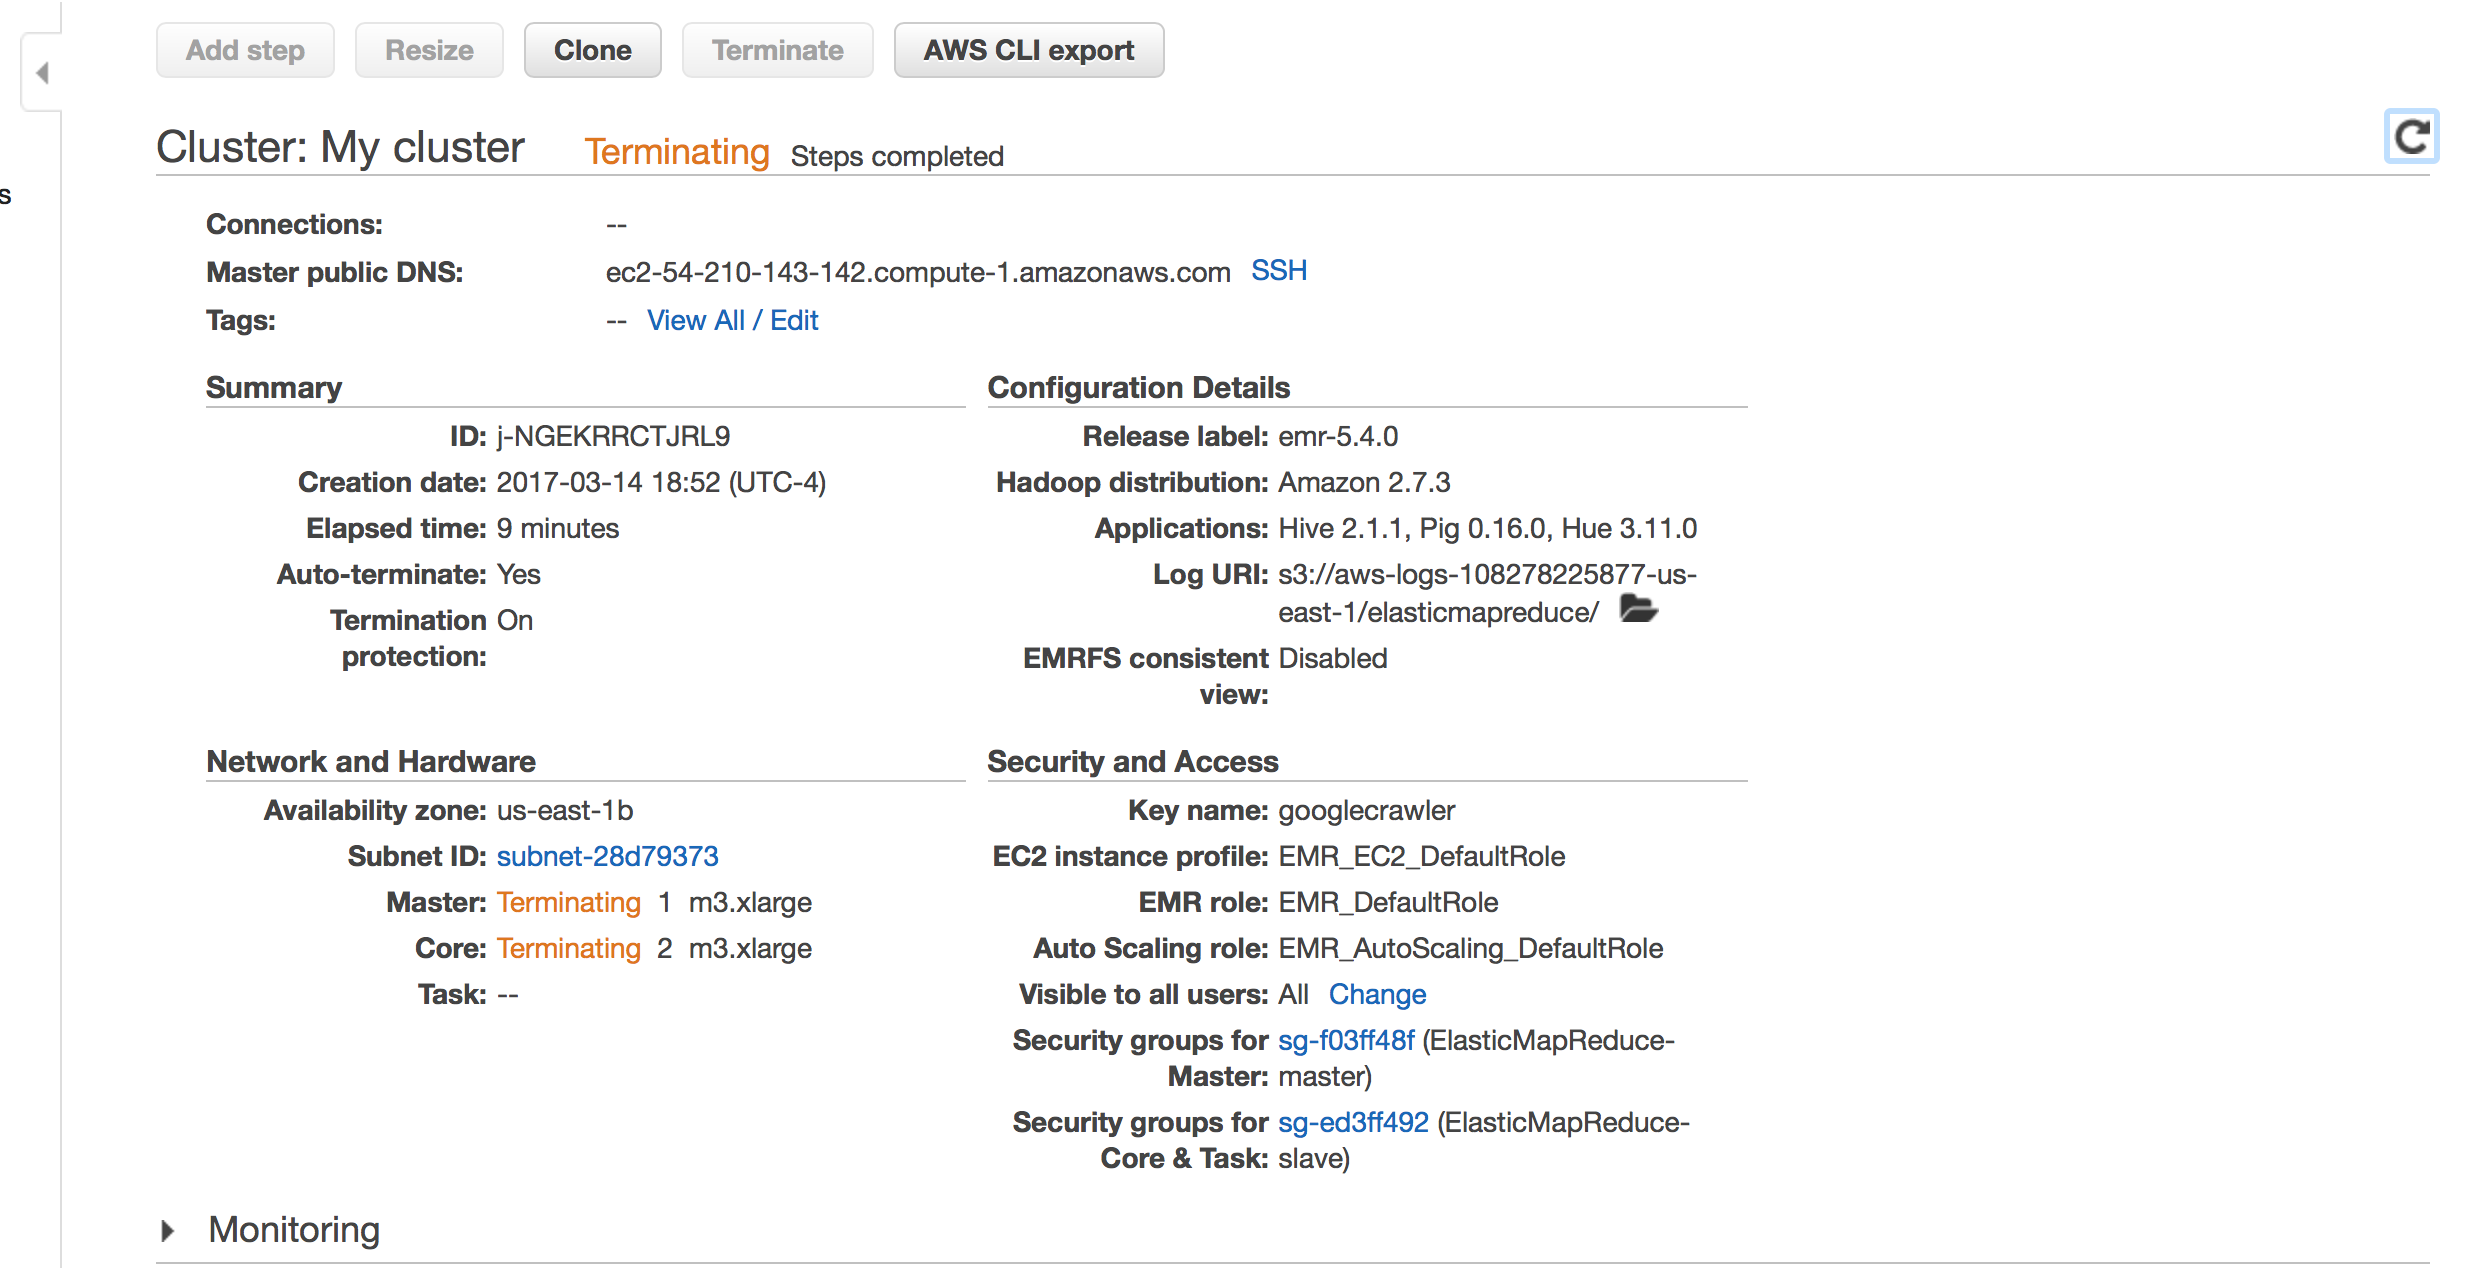 Add step Resize Clone Terminate AWS CLI export
Cluster: My cluster Terminating Steps completed
s
Connections: --
Master public DNS: ec2-54-210-143-142.compute-1.amazonaws.com SSH
Tags: -- View All / Edit
Summary
ID: j-NGEKRRCTJRL9
Creation date: 2017-03-14 18:52 (UTC-4)
Elapsed time: 9 minutes
Auto-terminate: Yes
Termination On
protection:
Configuration Details
Release label: emr-5.4.0
Hadoop distribution: Amazon 2.7.3
Applications: Hive 2.1.1, Pig 0.16.0, Hue 3.11.0
Log URI: s3://aws-logs-108278225877-us-
east-1/elasticmapreduce/
EMRFS consistent Disabled
view:
Network and Hardware
Availability zone: us-east-1b
Subnet ID: subnet-28d79373
Master: Terminating 1 m3.xlarge
Core: Terminating 2 m3.xlarge
Task: --
Security and Access
Key name: googlecrawler
EC2 instance profile: EMR_EC2_DefaultRole
EMR role: EMR_DefaultRole
Auto Scaling role: EMR_AutoScaling_DefaultRole
Visible to all users: All Change
Security groups for sg-f03ff48f (ElasticMapReduce-
Master: master)
Security groups for sg-ed3ff492 (ElasticMapReduce-
Core & Task: slave)
Monitoring